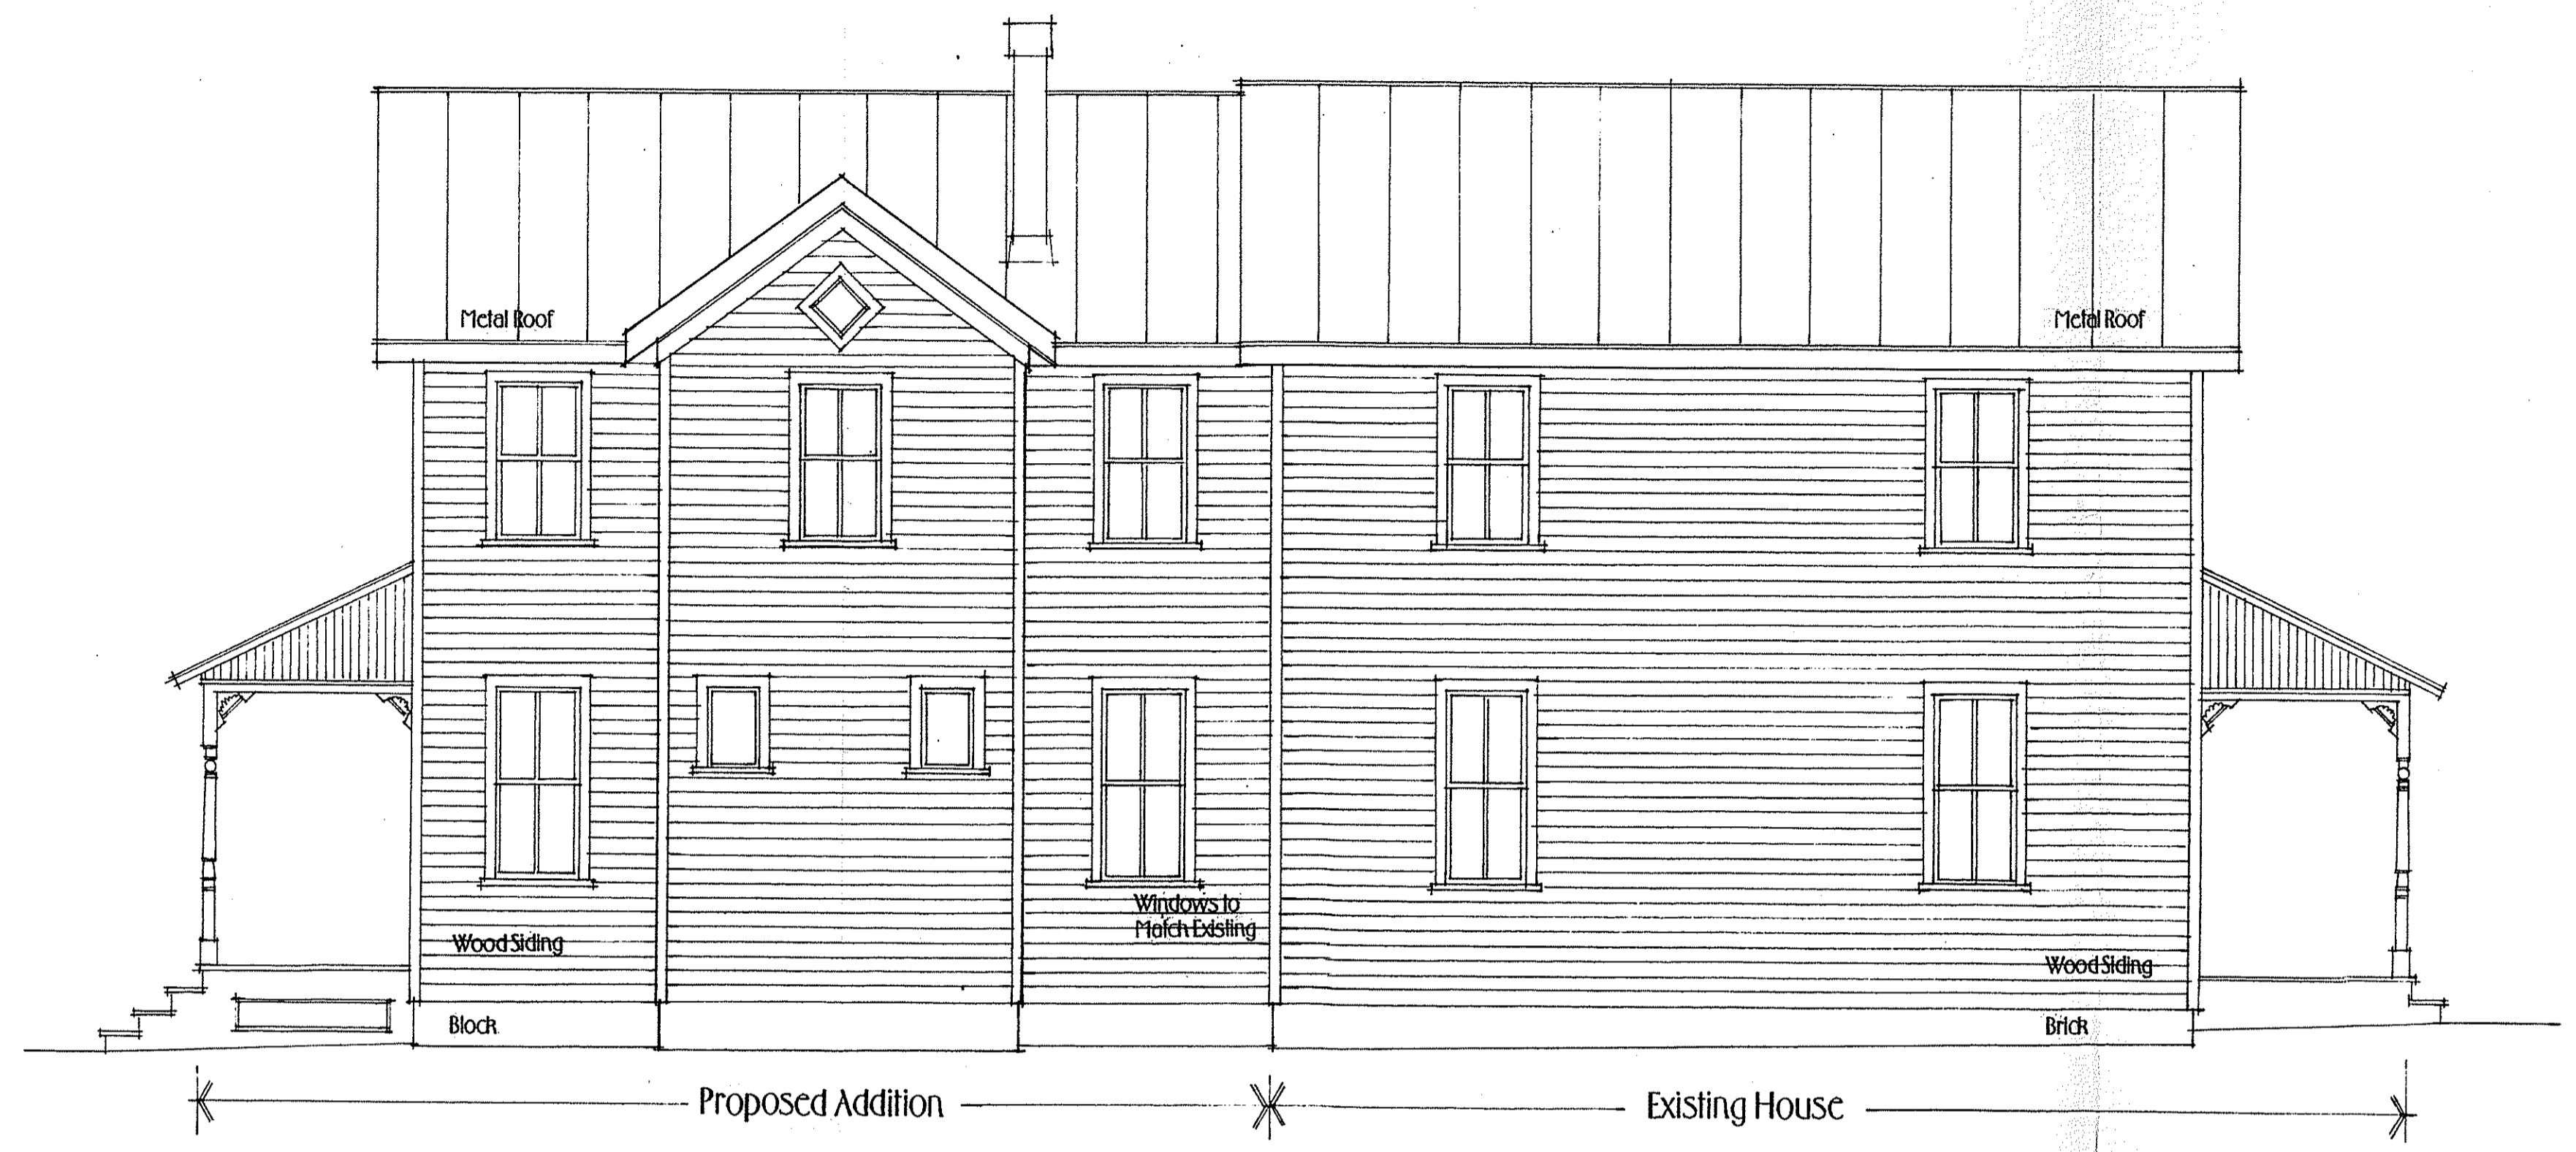 Metal Roof
Metal Roof
Windows to
Match Existing
Wood Siding
Wood Siding
Block
Brick
Proposed Addition
Existing House